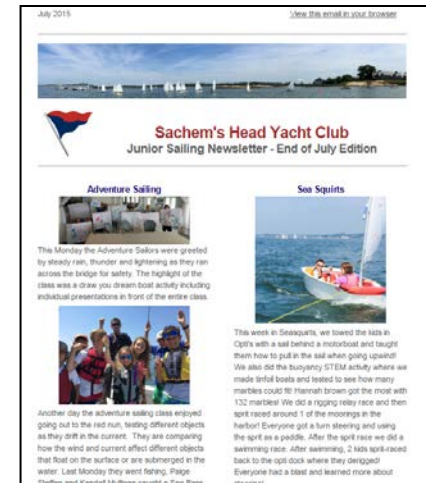 July 2015
View this email in your browser
Sachem's Head Yacht Club
Junior Sailing Newsletter - End of July Edition
Adventure Sailing
This Monday the Adventure Sailors were greeted
by steady rain, thunder and lightening as they ran
across the bridge for safety. The highlight of the
class was a draw you dream boat activity including
individual presentations in front of the entire class.
Another day the adventure sailing class enjoyed
going out to the red nun, testing different objects
as they drift in the current. They are comparing
how the wind and current affect different objects
that float on the surface or are submerged in the
water. Last Monday they went fishing. Paige
Sea Squirts
This week in Seasquirts, we towed the kids in
Opti's with a sail behind a motorboat and taught
them how to pull in the sail when going upwind!
We also did the buoyancy STEM activity where we
made tinfoil boats and tested to see how many
marbles could fit! Hannah brown got the most with
132 marbles! We did a rigging relay race and then
sprit raced around 1 of the moorings in the
harbor! Everyone got a turn steering and using
the sprit as a paddle. After the sprit race we did a
swimming race. After swimming, 2 kids sprit-raced
back to the opti dock where they derigged!
Everyone had a blast and learned more about